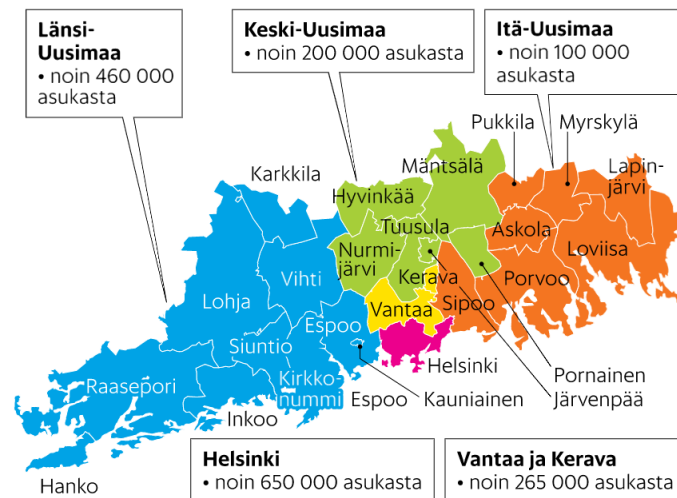 Länsi-
Uusimaa
• noin 460 000
asukasta
Keski-Uusimaa
• noin 200 000 asukasta
Itä-Uusimaa
• noin 100 000
asukasta
Pukkila
Myrskylä
Karkkila
Mäntsälä
Lapin-
järvi
Hyvinkää
Tuusula
Askola
Nurmi-
järvi
Loviisa
Vihti
Kerava
Porvoo
Lohja
Vantaa
Sipoo
Espoo
Siuntio
Helsinki
Raasepori
Kirkko-
nummi
Pornainen
Espoo
Kauniainen
Järvenpää
Inkoo
Hanko
Helsinki
• noin 650 000 asukasta
Vantaa ja Kerava
• noin 265 000 asukasta